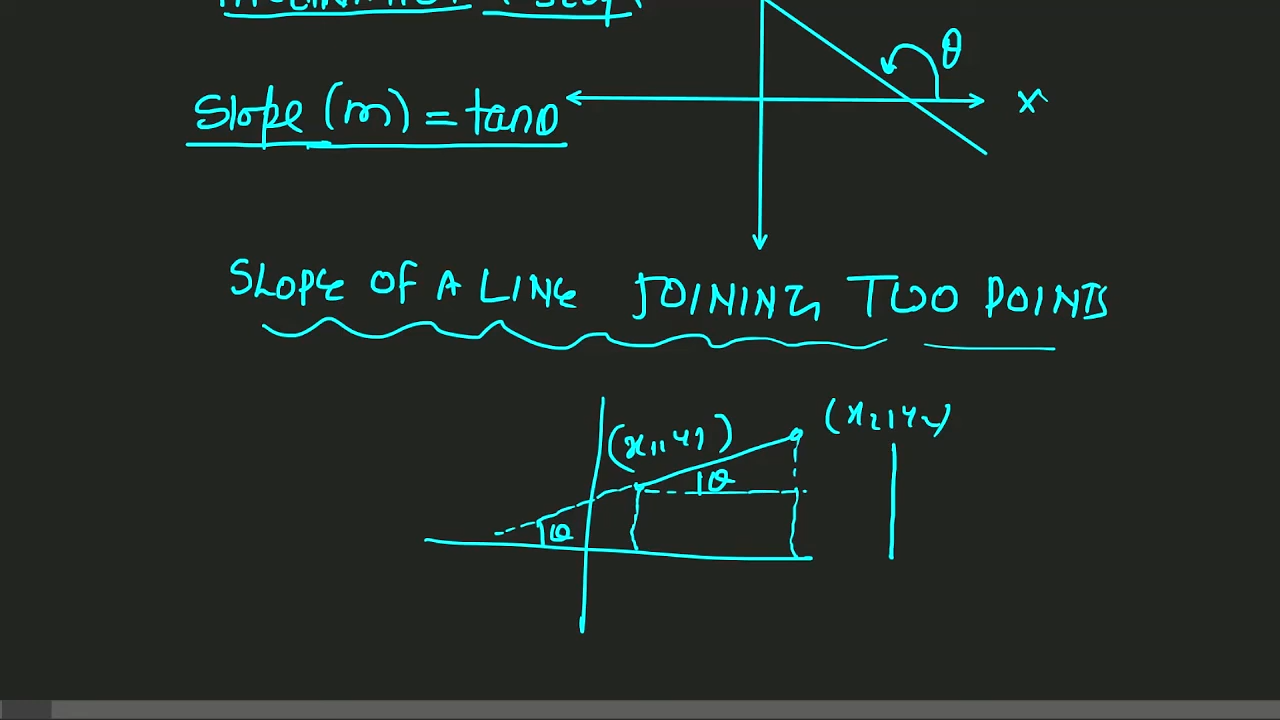 θ
x
Slope (m) = tanθ
SLOPE OF A LINE JOINING TWO POINTS
(x₂, y₂)
(x₁, y₁)
θ
θ